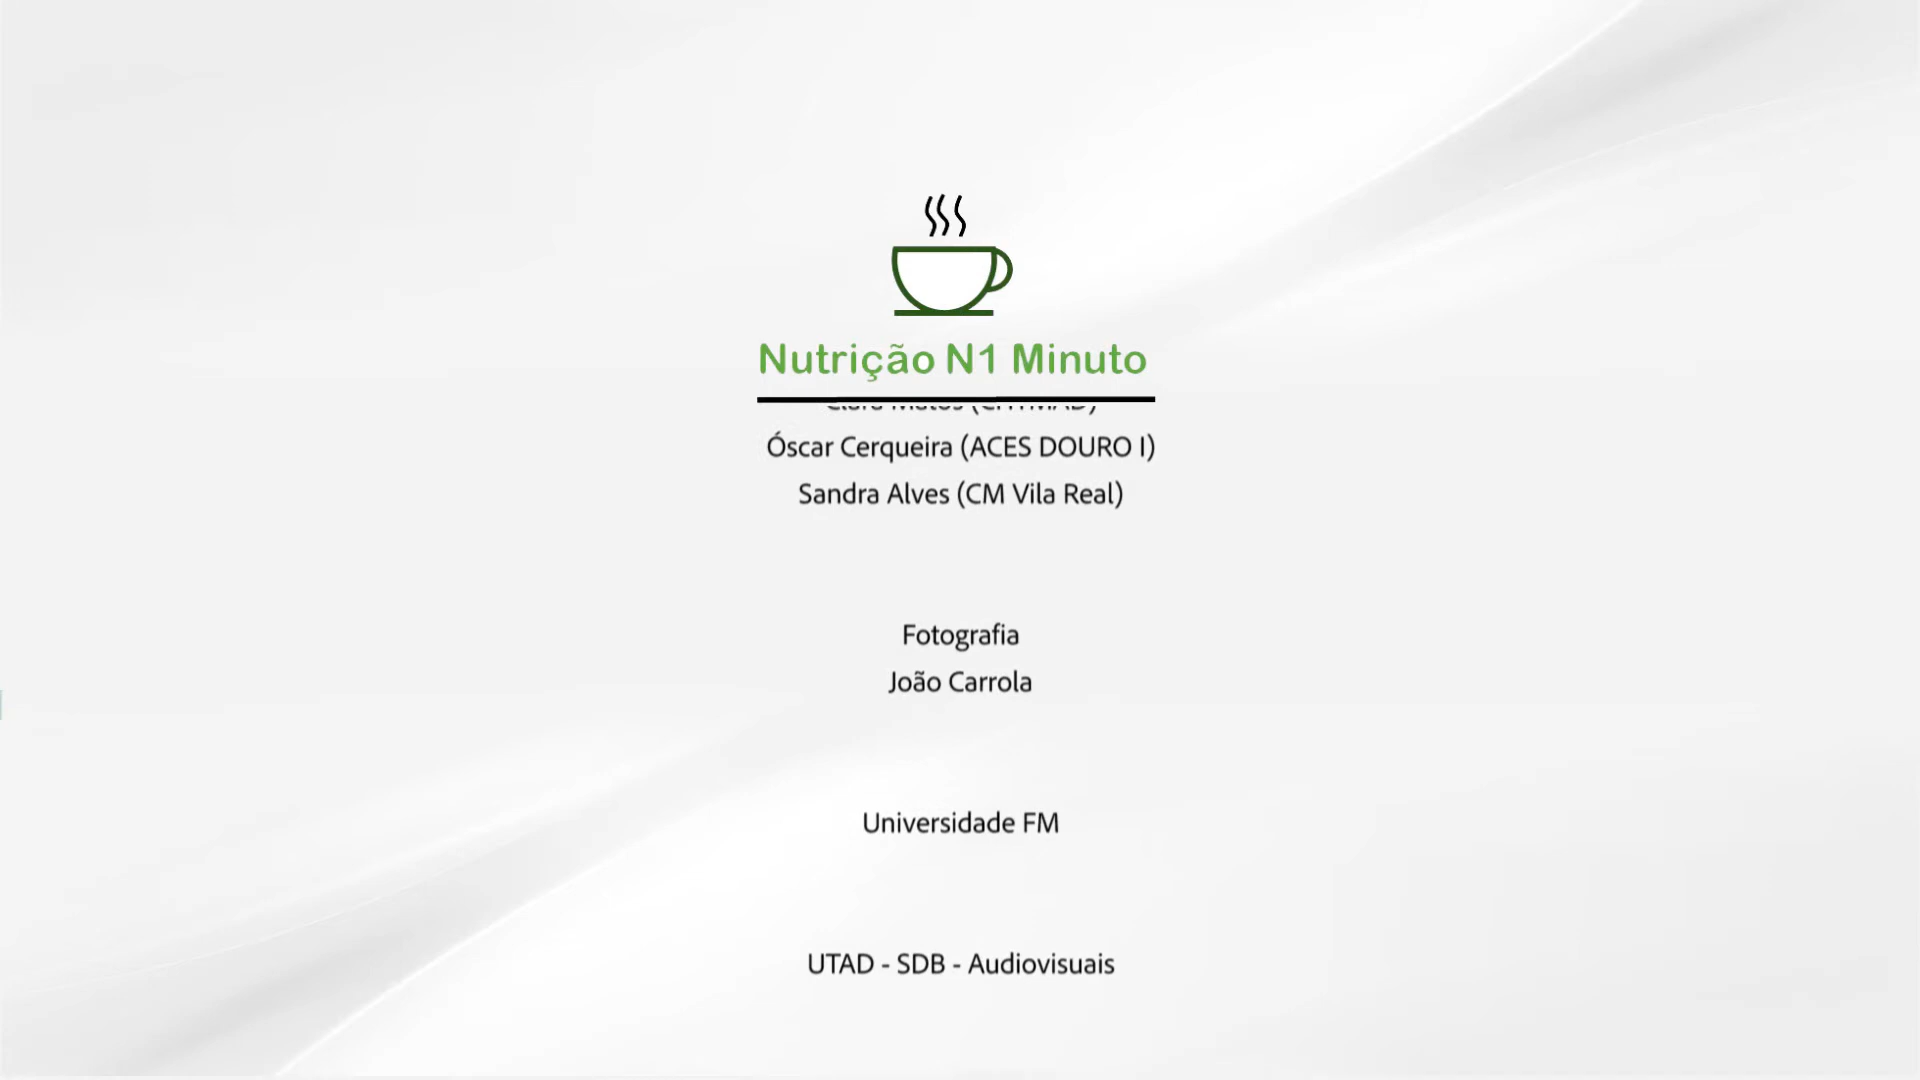 Nutrição N1 Minuto
Óscar Cerqueira (ACES DOURO I)
Sandra Alves (CM Vila Real)
Fotografia
João Carrola
Universidade FM
UTAD - SDB - Audiovisuais